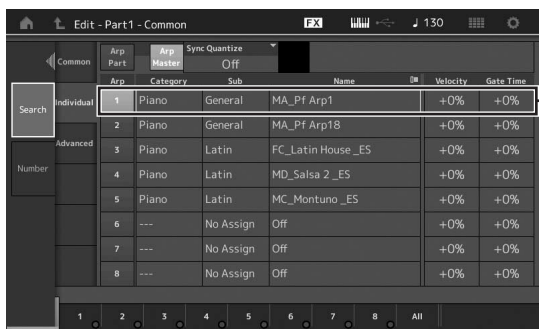 Edit - Part1 - Common FX 130
Common Arp Part Arp Master Sync Quantize Off
Arp Category Sub Name Velocity Gate Time
Search Individual 1 Piano General MA_Pf Arp1 +0% +0%
2 Piano General MA_Pf Arp18 +0% +0%
Advanced 3 Piano Latin FC_Latin House _ES +0% +0%
Number 4 Piano Latin MD_Salsa 2 _ES +0% +0%
5 Piano Latin MC_Montuno _ES +0% +0%
6 --- No Assign Off +0% +0%
7 --- No Assign Off +0% +0%
8 --- No Assign Off +0% +0%
1 2 3 4 5 6 7 8 All